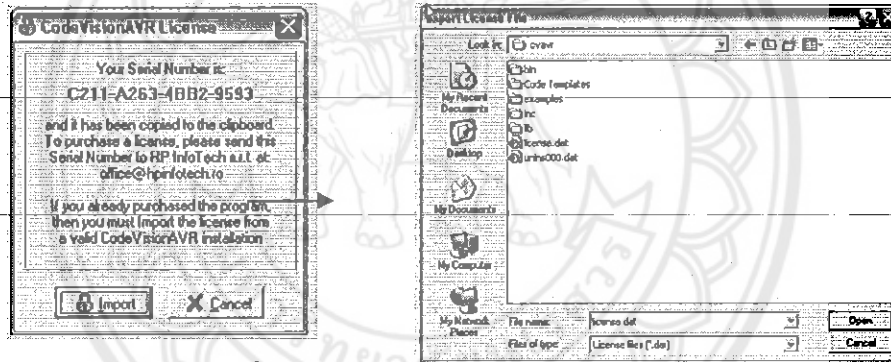 CodeVisionAVR License
Your Serial Number is:
C211-A263-4BB2-9593
and it has been copied to the clipboard.
To purchase a license, please send this
Serial Number to HP InfoTech s.r.l. at:
office@hpinfotech.ro
If you already purchased the program,
then you must Import the license from
a valid CodeVisionAVR installation
Import
Cancel
Import License File
Look in:
cvavr
My Recent
Documents
Desktop
My Documents
My Computer
My Network
Places
bin
Code Templates
examples
inc
lib
license.dat
unins000.dat
File name:
license.dat
Open
Files of type:
License files (*.dat)
Cancel